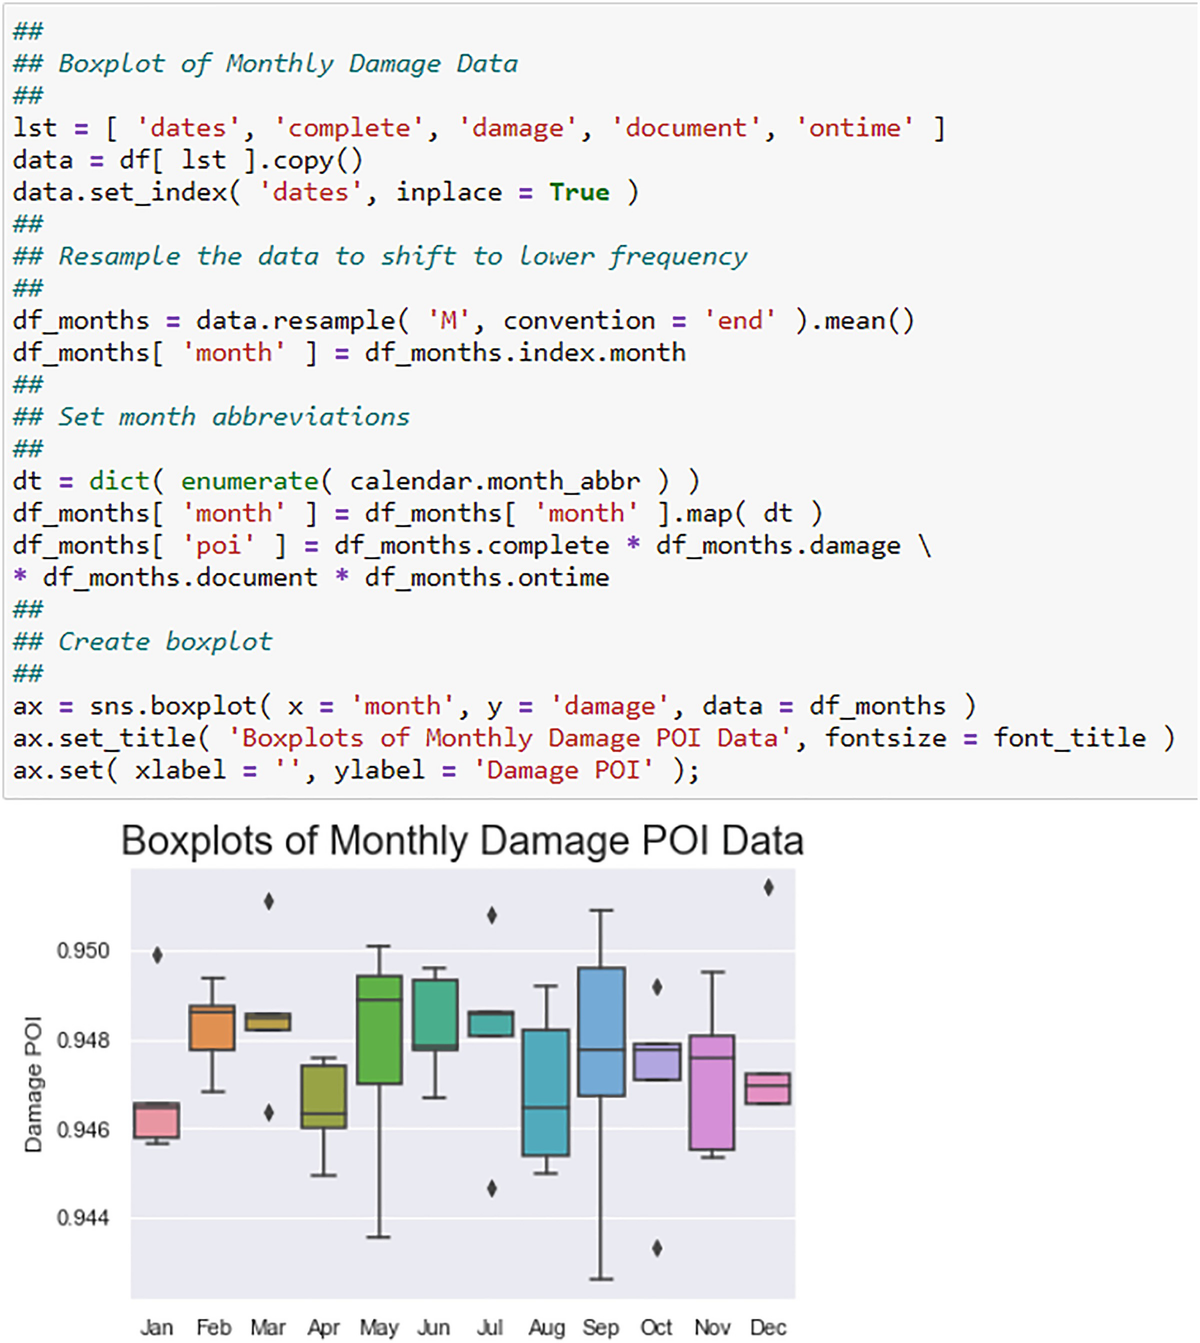 ##
## Boxplot of Monthly Damage Data
##
lst = [ 'dates', 'complete', 'damage', 'document', 'ontime' ]
data = df[ lst ].copy()
data.set_index( 'dates', inplace = True )
##
## Resample the data to shift to lower frequency
##
df_months = data.resample( 'M', convention = 'end' ).mean()
df_months[ 'month' ] = df_months.index.month
##
## Set month abbreviations
##
dt = dict( enumerate( calendar.month_abbr ) )
df_months[ 'month' ] = df_months[ 'month' ].map( dt )
df_months[ 'poi' ] = df_months.complete * df_months.damage \
* df_months.document * df_months.ontime
##
## Create boxplot
##
ax = sns.boxplot( x = 'month', y = 'damage', data = df_months )
ax.set_title( 'Boxplots of Monthly Damage POI Data', fontsize = font_title )
ax.set( xlabel = '', ylabel = 'Damage POI' );
Boxplots of Monthly Damage POI Data
Damage POI
0.950
0.948
0.946
0.944
Jan Feb Mar Apr May Jun Jul Aug Sep Oct Nov Dec